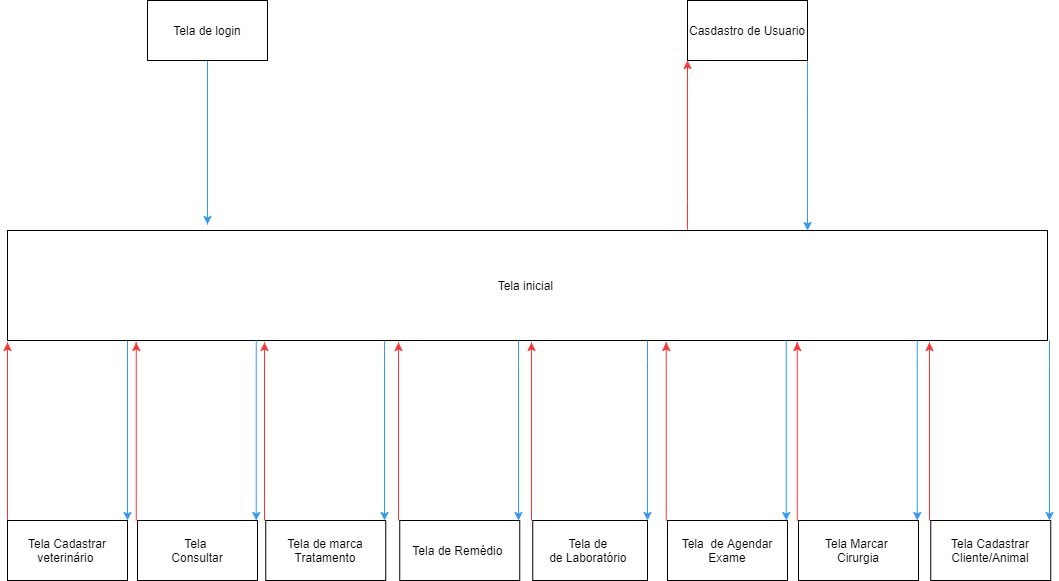 Tela de login
Casdastro de Usuario
Tela inicial
Tela Cadastrar
veterinário
Tela
Consultar
Tela de marca
Tratamento
Tela de Remédio
Tela de
de Laboratório
Tela  de Agendar
Exame
Tela Marcar
Cirurgia
Tela Cadastrar
Cliente/Animal